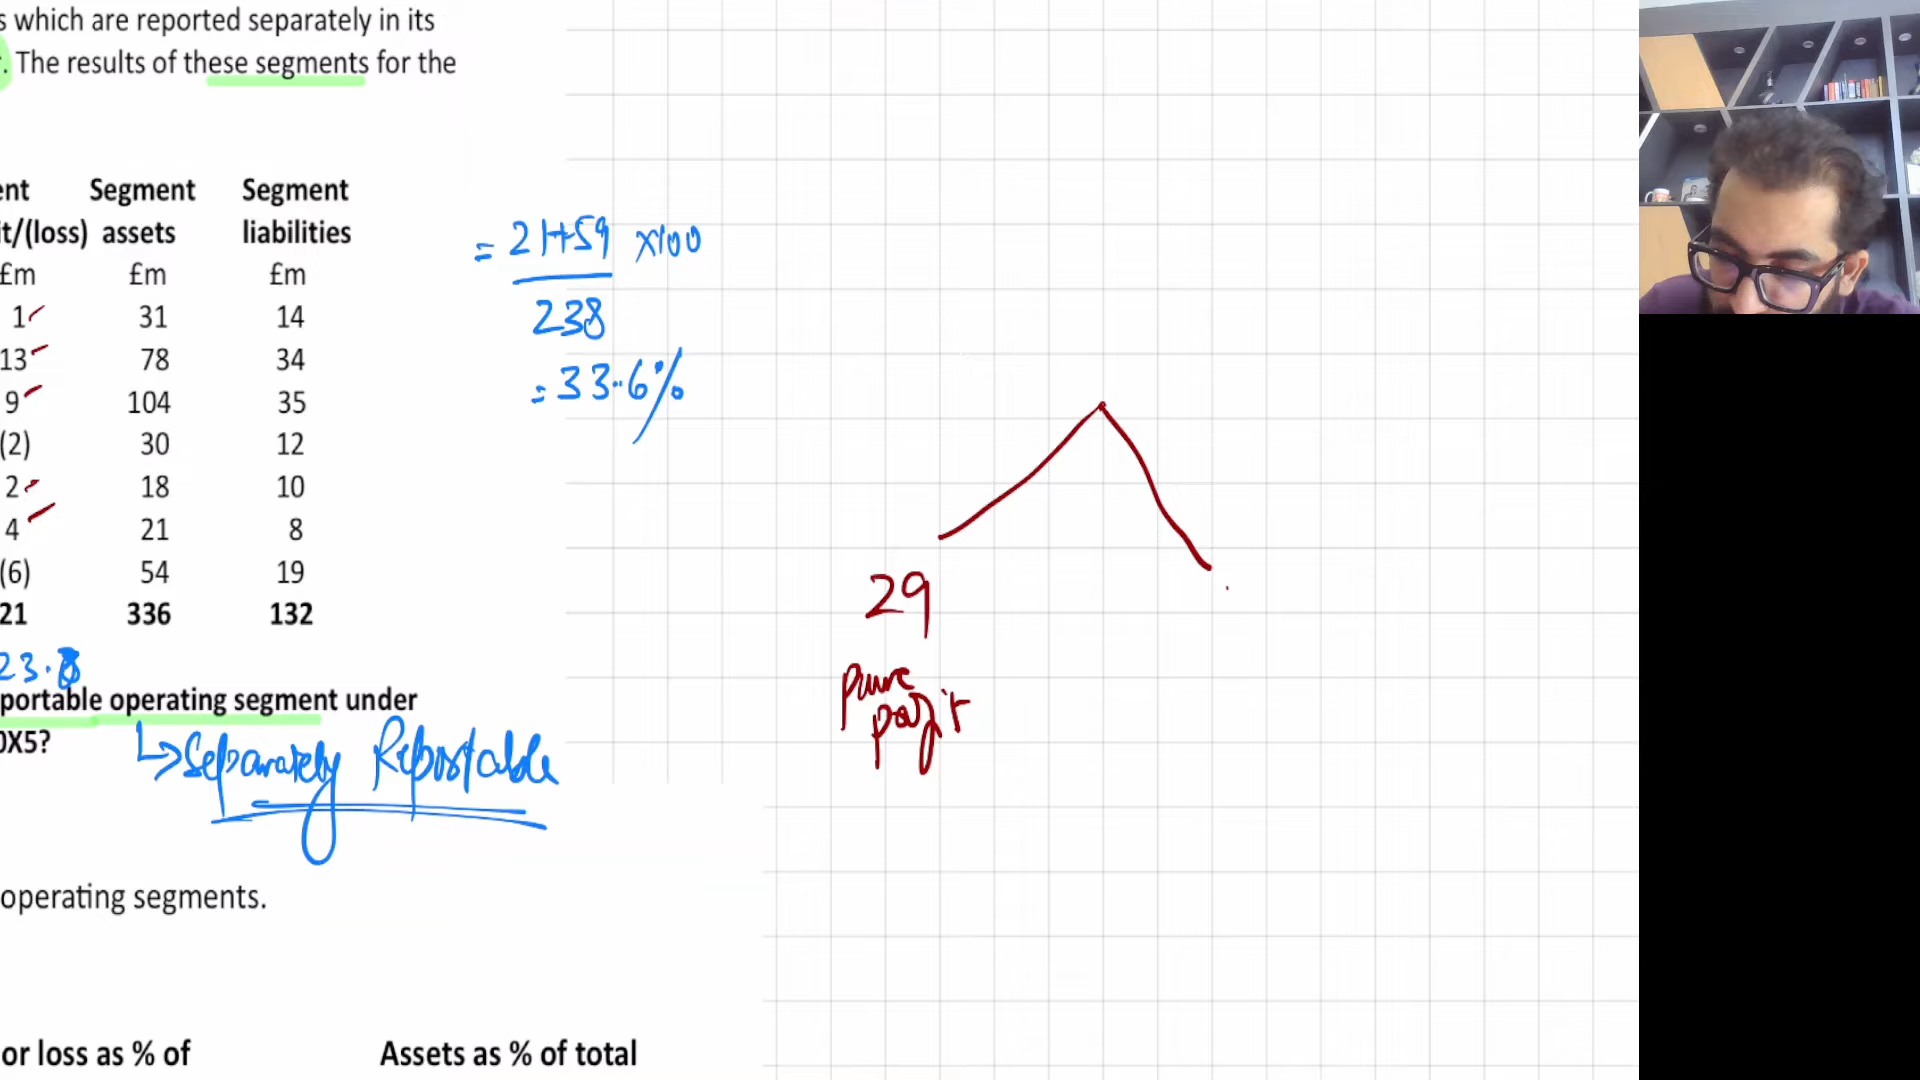 s which are reported separately in its
. The results of these segments for the
ent Segment Segment
it/(loss) assets liabilities
£m £m £m
1 31 14
13 78 34
9 104 35
(2) 30 12
2 18 10
4 21 8
(6) 54 19
21 336 132
23.8
portable operating segment under
0X5?
↳ Separately Reportable
operating segments.
or loss as % of Assets as % of total
= 21+59 x100
238
= 33.6%
29
pure
profit